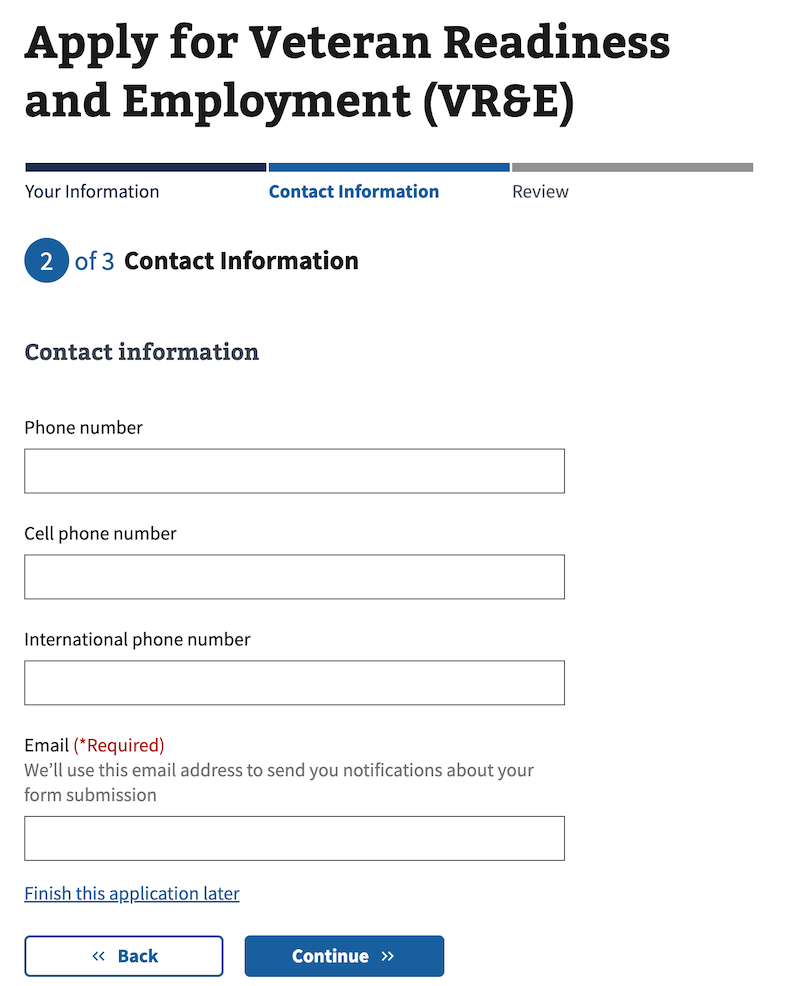 Apply for Veteran Readiness
and Employment (VR&E)
Your Information
Contact Information
Review
2 of 3 Contact Information
Contact information
Phone number
Cell phone number
International phone number
Email (*Required)
We’ll use this email address to send you notifications about your
form submission
Finish this application later
« Back
Continue »